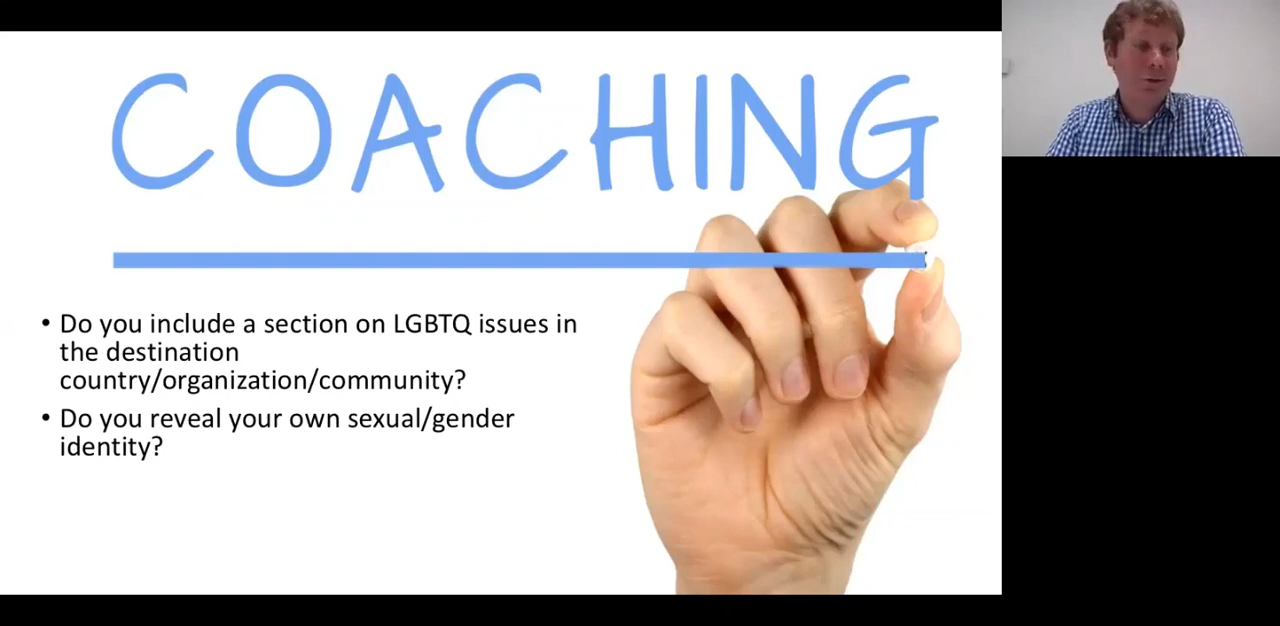 COACHING
• Do you include a section on LGBTQ issues in
the destination
country/organization/community?
• Do you reveal your own sexual/gender
identity?